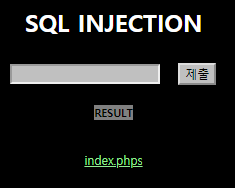 SQL INJECTION
제출
RESULT
index.phps